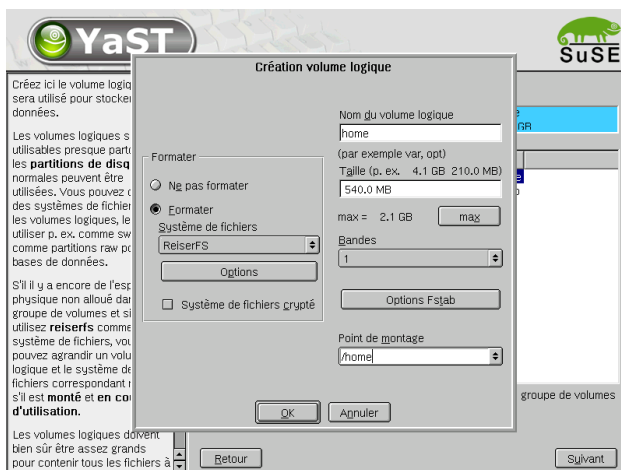 YaST
SuSE
Création volume logique
Créez ici le volume logiq
sera utilisé pour stocker
données.
Les volumes logiques s
utilisables presque parto
les partitions de disq
normales peuvent être
utilisées. Vous pouvez
des systèmes de fichier
les volumes logiques, le
utiliser p. ex. comme sw
comme partitions raw po
bases de données.
S'il il y a encore de l'esp
physique non alloué dan
groupe de volumes et si
utilisez reiserfs comme
système de fichiers, vou
pouvez agrandir un volu
logique et le système de
fichiers correspondant
s'il est monté et en cou
d'utilisation.
Les volumes logiques doivent
bien sûr être assez grands
pour contenir tous les fichiers à
Formater
Ne pas formater
Formater
Système de fichiers
ReiserFS
Options
Système de fichiers crypté
Nom du volume logique
home
(par exemple var, opt)
Taille (p. ex. 4.1 GB 210.0 MB)
540.0 MB
max = 2.1 GB
max
Bandes
1
Options Fstab
Point de montage
/home
OK
Annuler
GB
groupe de volumes
Retour
Suivant